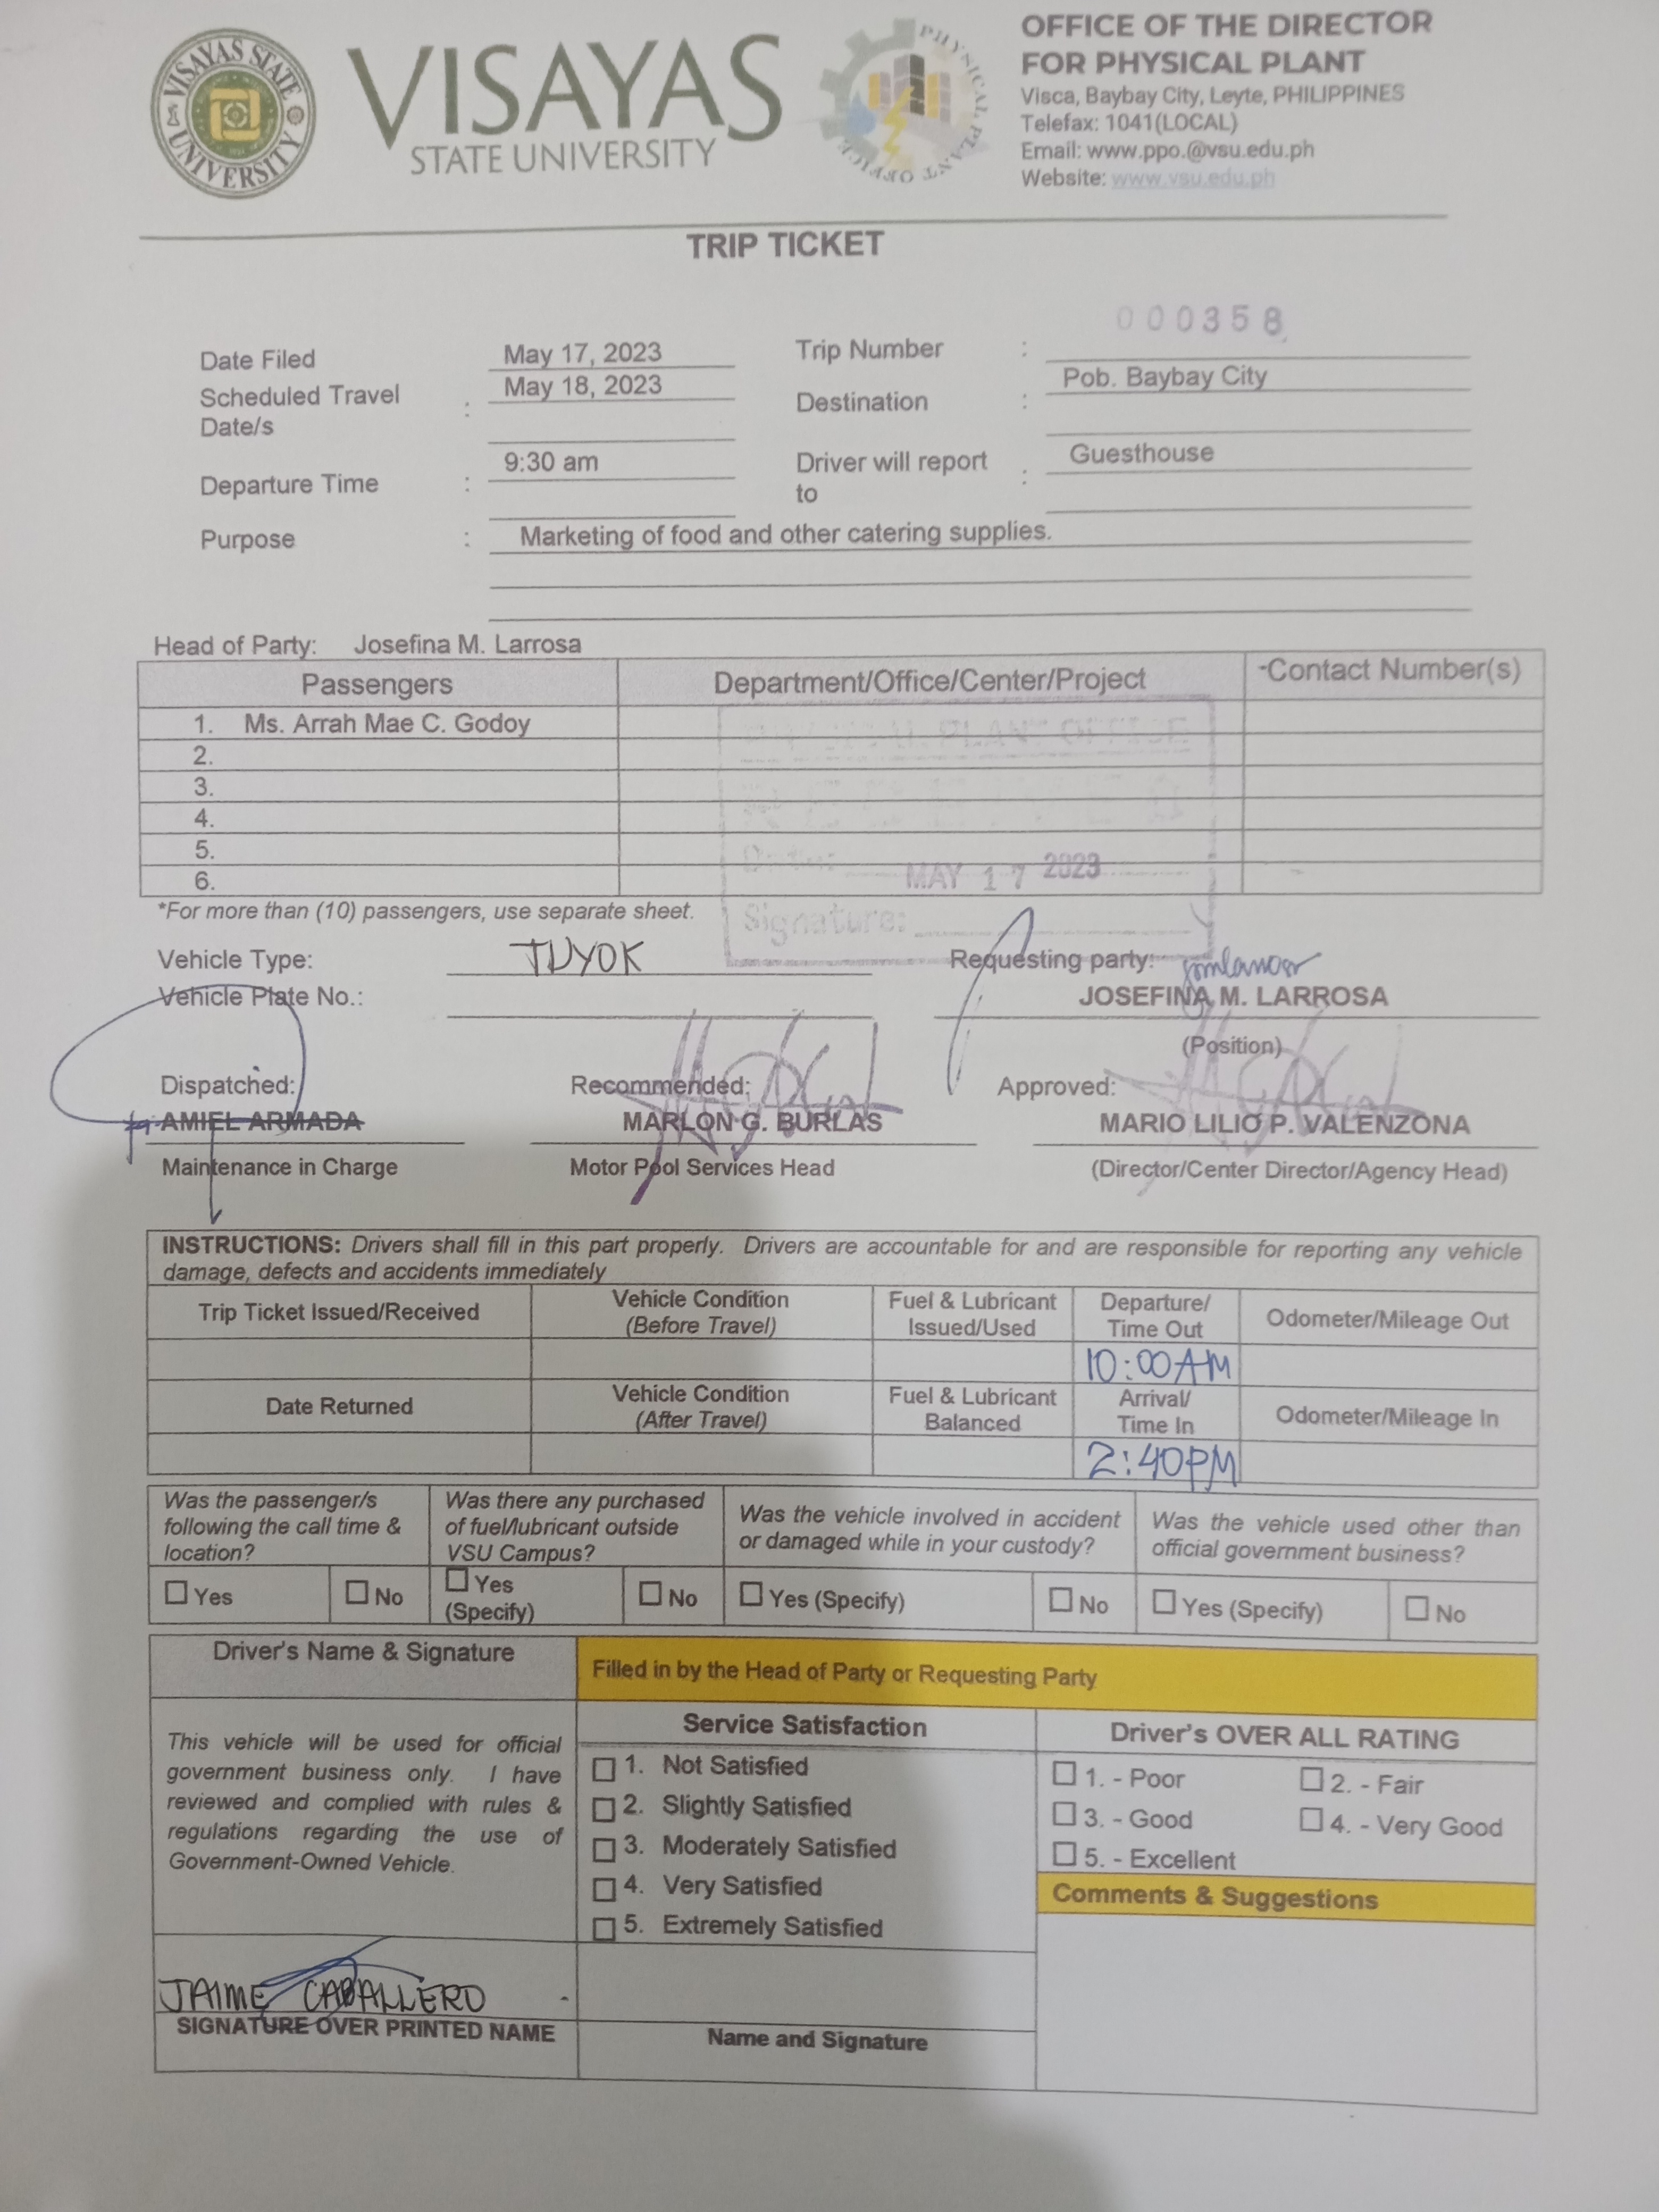 VISAYAS STATE UNIVERSITY
VISAYAS
STATE UNIVERSITY
PHYSICAL PLANT OFFICE
OFFICE OF THE DIRECTOR
FOR PHYSICAL PLANT
Visca, Baybay City, Leyte, PHILIPPINES
Telefax: 1041(LOCAL)
Email: www.ppo.@vsu.edu.ph
Website: www.vsu.edu.ph
TRIP TICKET
000358
Date Filed May 17, 2023 Trip Number :
Scheduled Travel Date/s : May 18, 2023 Destination : Pob. Baybay City
Departure Time : 9:30 am Driver will report to : Guesthouse
Purpose : Marketing of food and other catering supplies.
Head of Party: Josefina M. Larrosa
Passengers Department/Office/Center/Project Contact Number(s)
1. Ms. Arrah Mae C. Godoy
2.
3.
4.
5.
6.
PLANT OFFICE
MAY 17 2023
Signature:
*For more than (10) passengers, use separate sheet.
Vehicle Type: TUYOK Requesting party:
Vehicle Plate No.: JOSEFINA M. LARROSA
(Position)
Dispatched: Recommended: Approved:
AMIEL ARMADA MARLON G. BURLAS MARIO LILIO P. VALENZONA
Maintenance in Charge Motor Pool Services Head (Director/Center Director/Agency Head)
INSTRUCTIONS: Drivers shall fill in this part properly. Drivers are accountable for and are responsible for reporting any vehicle
damage, defects and accidents immediately
Trip Ticket Issued/Received Vehicle Condition (Before Travel) Fuel & Lubricant Issued/Used Departure/ Time Out Odometer/Mileage Out
10:00AM
Date Returned Vehicle Condition (After Travel) Fuel & Lubricant Balanced Arrival/ Time In Odometer/Mileage In
2:40PM
Was the passenger/s following the call time & location? Was there any purchased of fuel/lubricant outside VSU Campus? Was the vehicle involved in accident or damaged while in your custody? Was the vehicle used other than official government business?
Yes No Yes (Specify) No Yes (Specify) No Yes (Specify) No
Driver's Name & Signature Filled in by the Head of Party or Requesting Party
Service Satisfaction Driver's OVER ALL RATING
This vehicle will be used for official
government business only. I have
reviewed and complied with rules &
regulations regarding the use of
Government-Owned Vehicle.
1. Not Satisfied
2. Slightly Satisfied
3. Moderately Satisfied
4. Very Satisfied
5. Extremely Satisfied
1. - Poor 2. - Fair
3. - Good 4. - Very Good
5. - Excellent
Comments & Suggestions
JAIME CABALLERO
SIGNATURE OVER PRINTED NAME Name and Signature